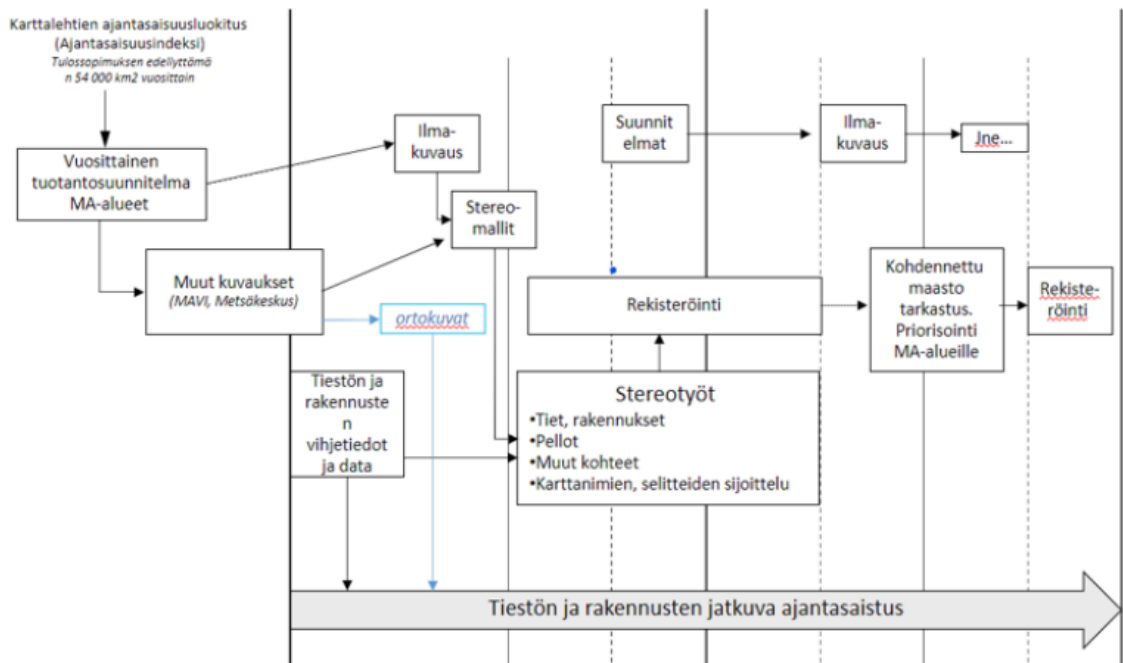 Karttalehtien ajantasaisuusluokitus
(Ajantasaisuusindeksi)
Tulossopimuksen edellyttämä
n 54 000 km2 vuosittain
Vuosittainen
tuotantosuunnitelma
MA-alueet
Ilma-
kuvaus
Suunnit
elmat
Ilma-
kuvaus
Jne...
Stereo-
mallit
Muut kuvaukset
(MAVI, Metsäkeskus)
ortokuvat
Rekisteröinti
Kohdennettu
maasto
tarkastus.
Priorisointi
MA-alueille
Rekiste-
röinti
Tiestön ja
rakennuste
n
vihjetiedot
ja data
Stereotyöt
•Tiet, rakennukset
•Pellot
•Muut kohteet
•Karttanimien, selitteiden sijoittelu
Tiestön ja rakennusten jatkuva ajantasaistus